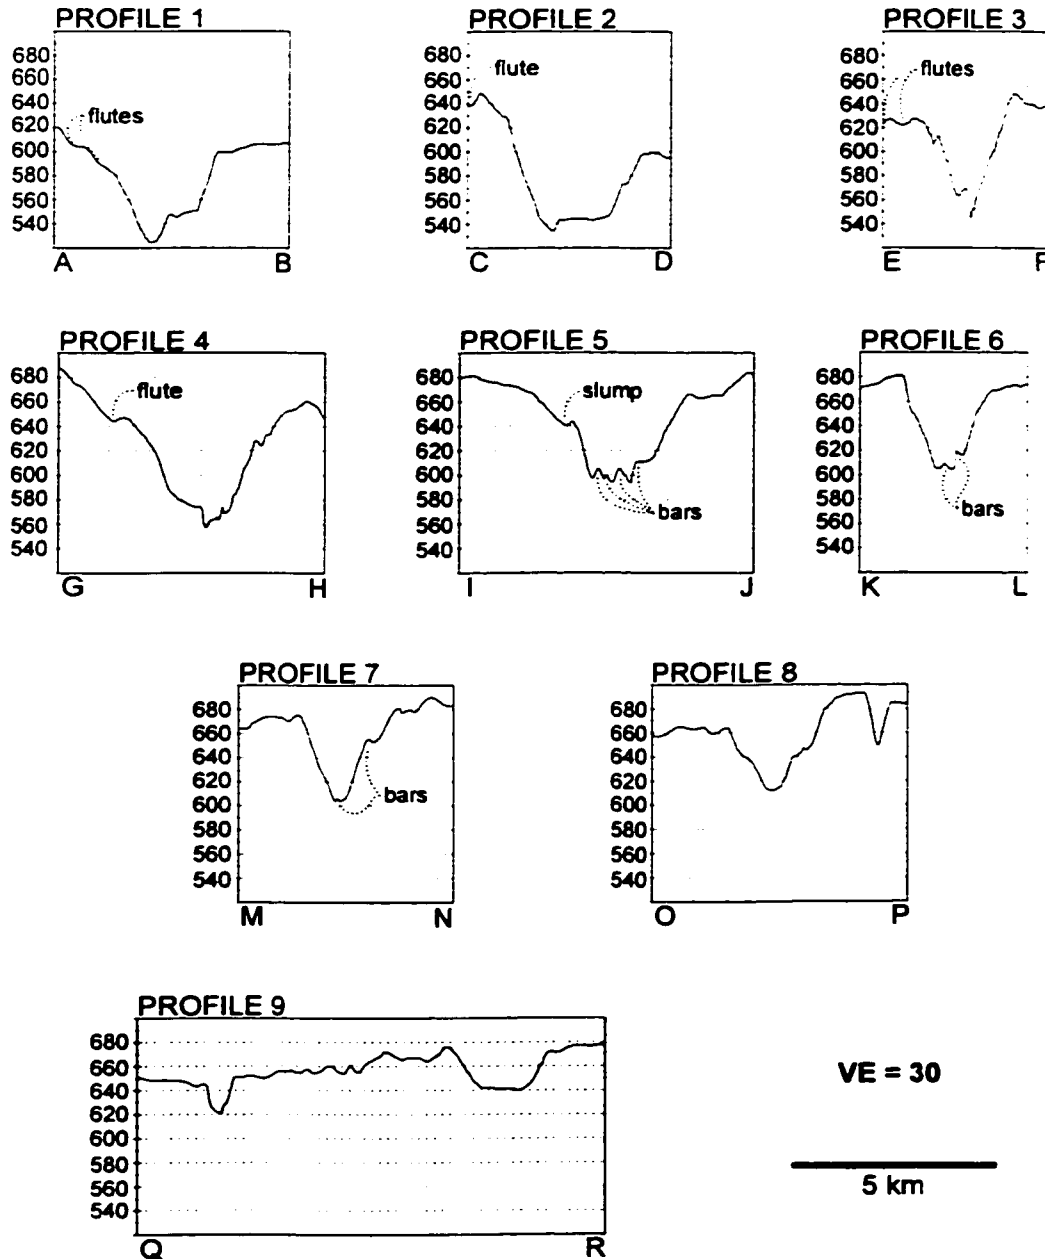 PROFILE 1
680
660
640
620
600
580
560
540
flutes
A B
PROFILE 2
680
660
640
620
600
580
560
540
flute
C D
PROFILE 3
680
660
640
620
600
580
560
540
flutes
E F
PROFILE 4
680
660
640
620
600
580
560
540
flute
G H
PROFILE 5
680
660
640
620
600
580
560
540
slump
bars
I J
PROFILE 6
680
660
640
620
600
580
560
540
bars
K L
PROFILE 7
680
660
640
620
600
580
560
540
bars
M N
PROFILE 8
680
660
640
620
600
580
560
540
O P
PROFILE 9
680
660
640
620
600
580
560
540
Q R
VE = 30
5 km